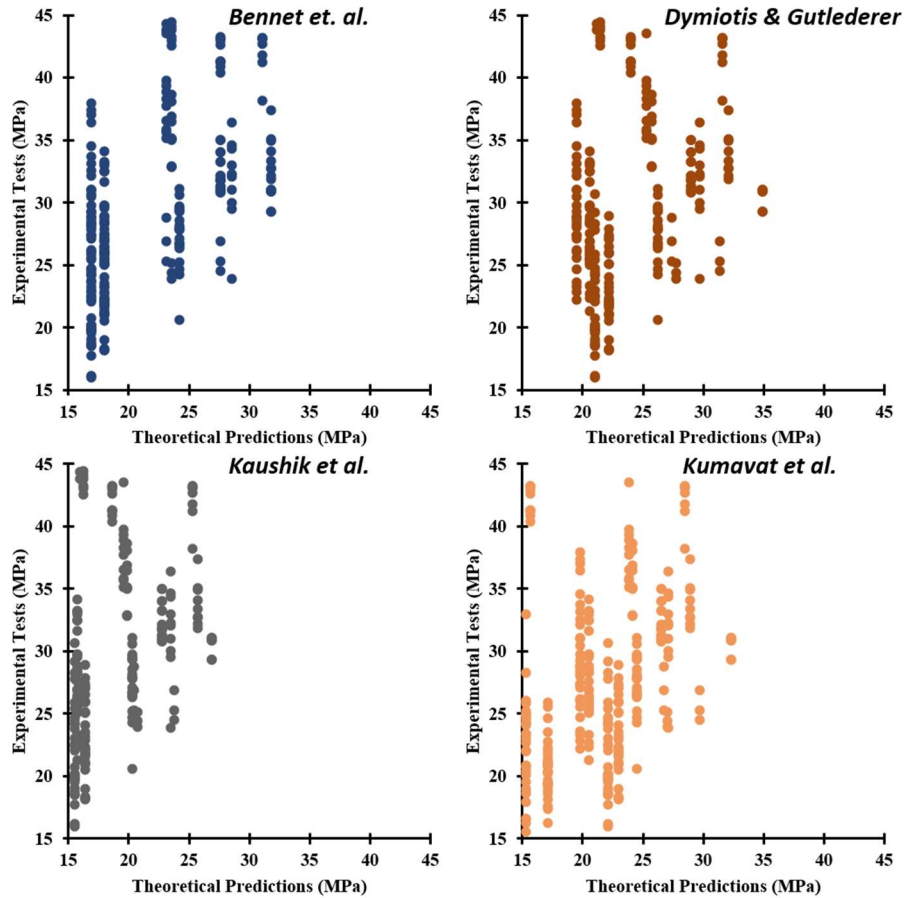 Bennet et. al.
45
40
35
30
25
20
15
Experimental Tests (MPa)
15 20 25 30 35 40 45
Theoretical Predictions (MPa)
Dymiotis & Gutlederer
45
40
35
30
25
20
15
Experimental Tests (MPa)
15 20 25 30 35 40 45
Theoretical Predictions (MPa)
Kaushik et al.
45
40
35
30
25
20
15
Experimental Tests (MPa)
15 20 25 30 35 40 45
Theoretical Predictions (MPa)
Kumavat et al.
45
40
35
30
25
20
15
Experimental Tests (MPa)
15 20 25 30 35 40 45
Theoretical Predictions (MPa)